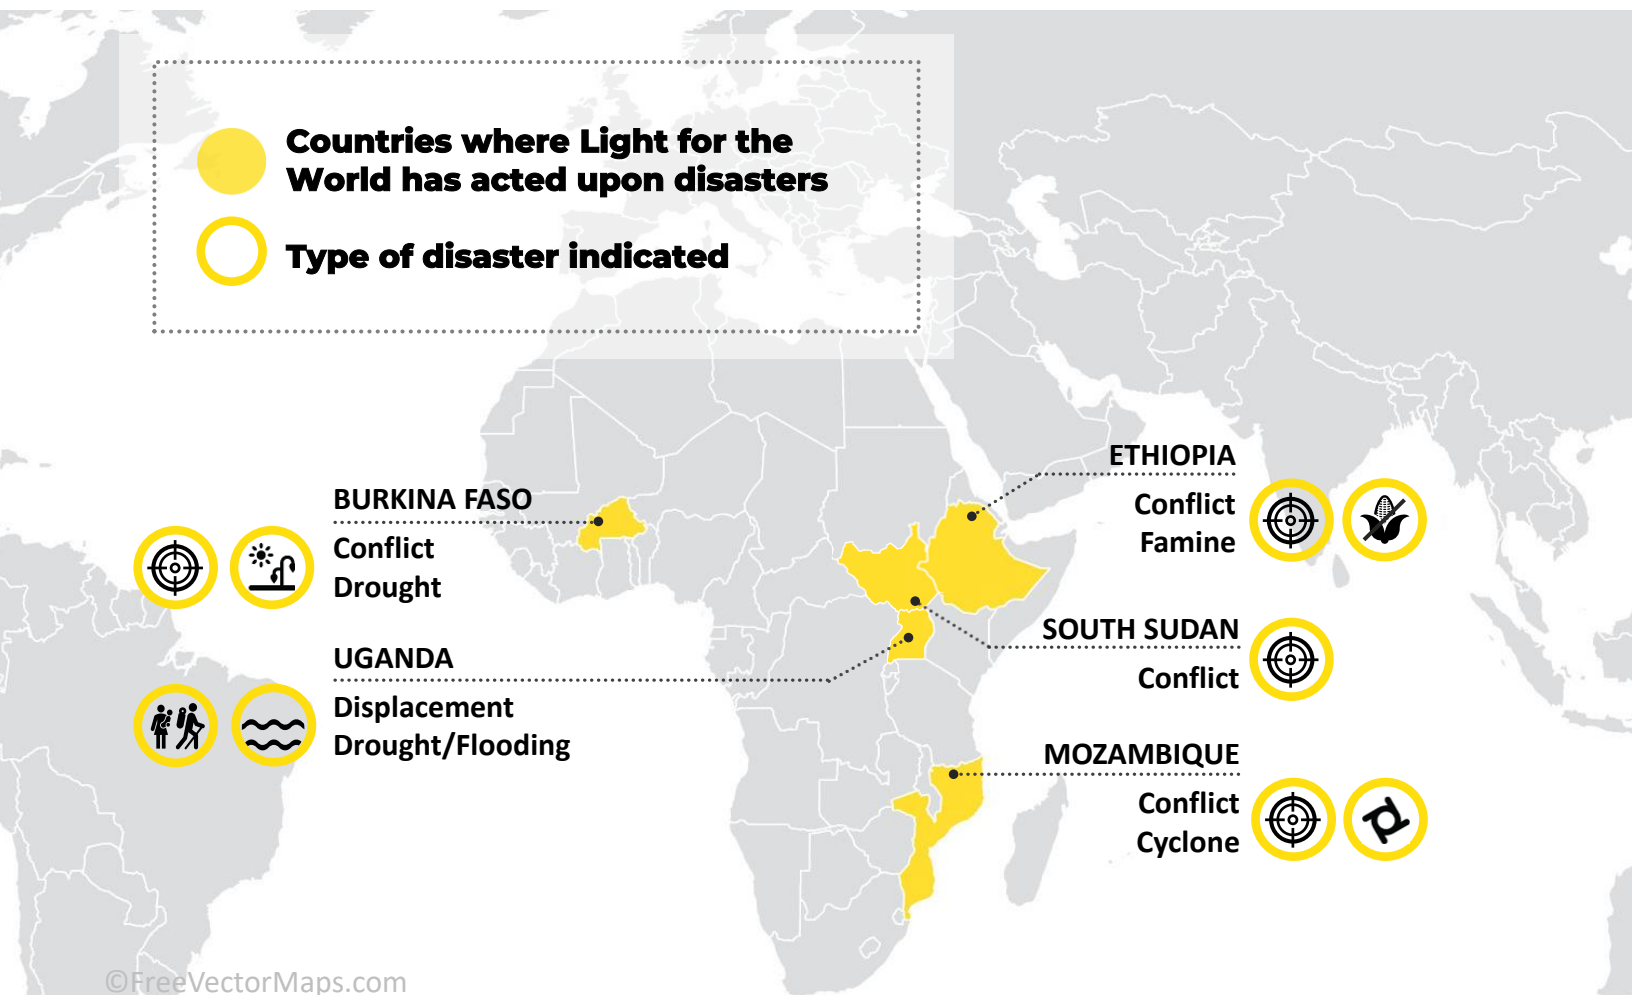 Countries where Light for the
World has acted upon disasters
Type of disaster indicated
BURKINA FASO
Conflict
Drought
UGANDA
Displacement
Drought/Flooding
ETHIOPIA
Conflict
Famine
SOUTH SUDAN
Conflict
MOZAMBIQUE
Conflict
Cyclone
©FreeVectorMaps.com